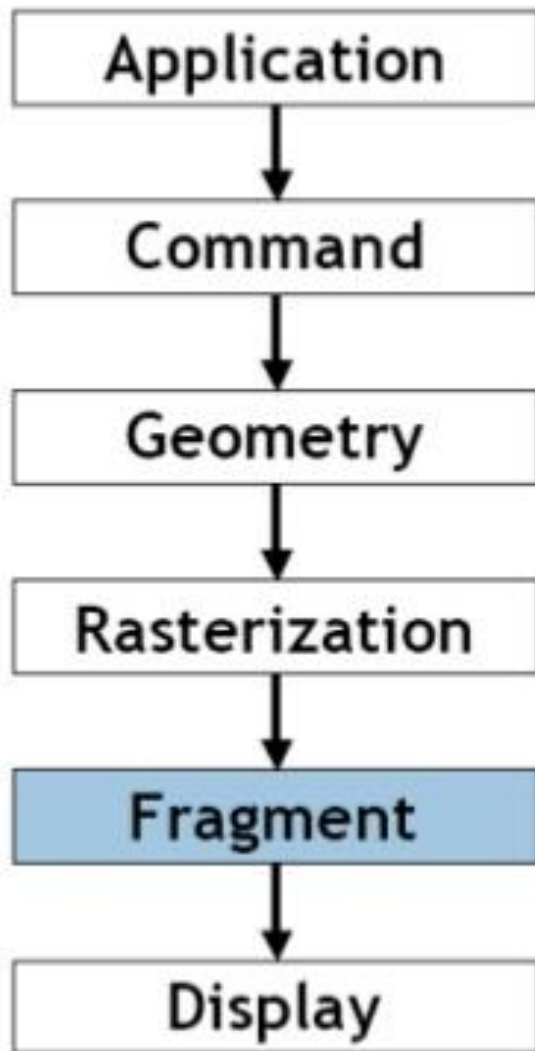 Application
Command
Geometry
Rasterization
Fragment
Display